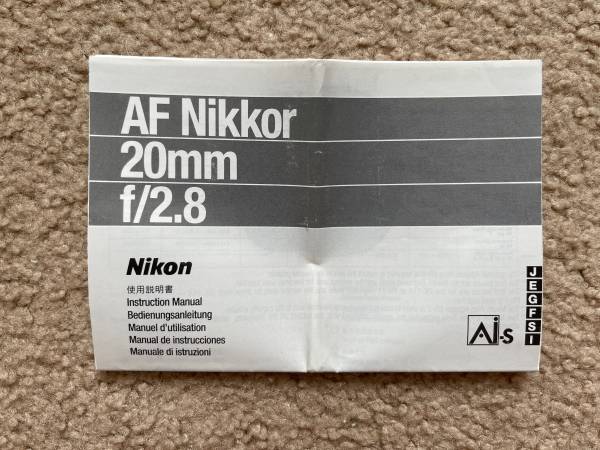 AF Nikkor
20mm
f/2.8
Nikon
使用説明書
Instruction Manual
Bedienungsanleitung
Manuel d'utilisation
Manual de instrucciones
Manuale di istruzioni
J
E
G
F
S
I
Ai-s